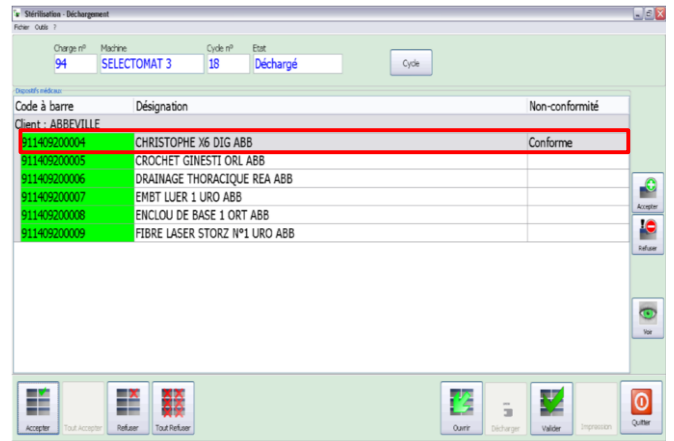 Stérilisation - Déchargement
Fichier Outils ?
Charge n° Machine Cycle n° Etat
94 SELECTOMAT 3 18 Déchargé Cycle
Dispositifs médicaux
Code à barre Désignation Non-conformité
Client : ABBEVILLE
911409200004 CHRISTOPHE X6 DIG ABB Conforme
911409200005 CROCHET GINESTI ORL ABB
911409200006 DRAINAGE THORACIQUE REA ABB
911409200007 EMBT LUER 1 URO ABB
911409200008 ENCLOU DE BASE 1 ORT ABB
911409200009 FIBRE LASER STORZ N°1 URO ABB
Accepter
Refuser
Voir
Accepter Tout Accepter Refuser Tout Refuser Ouvrir Décharger Valider Impression Quitter